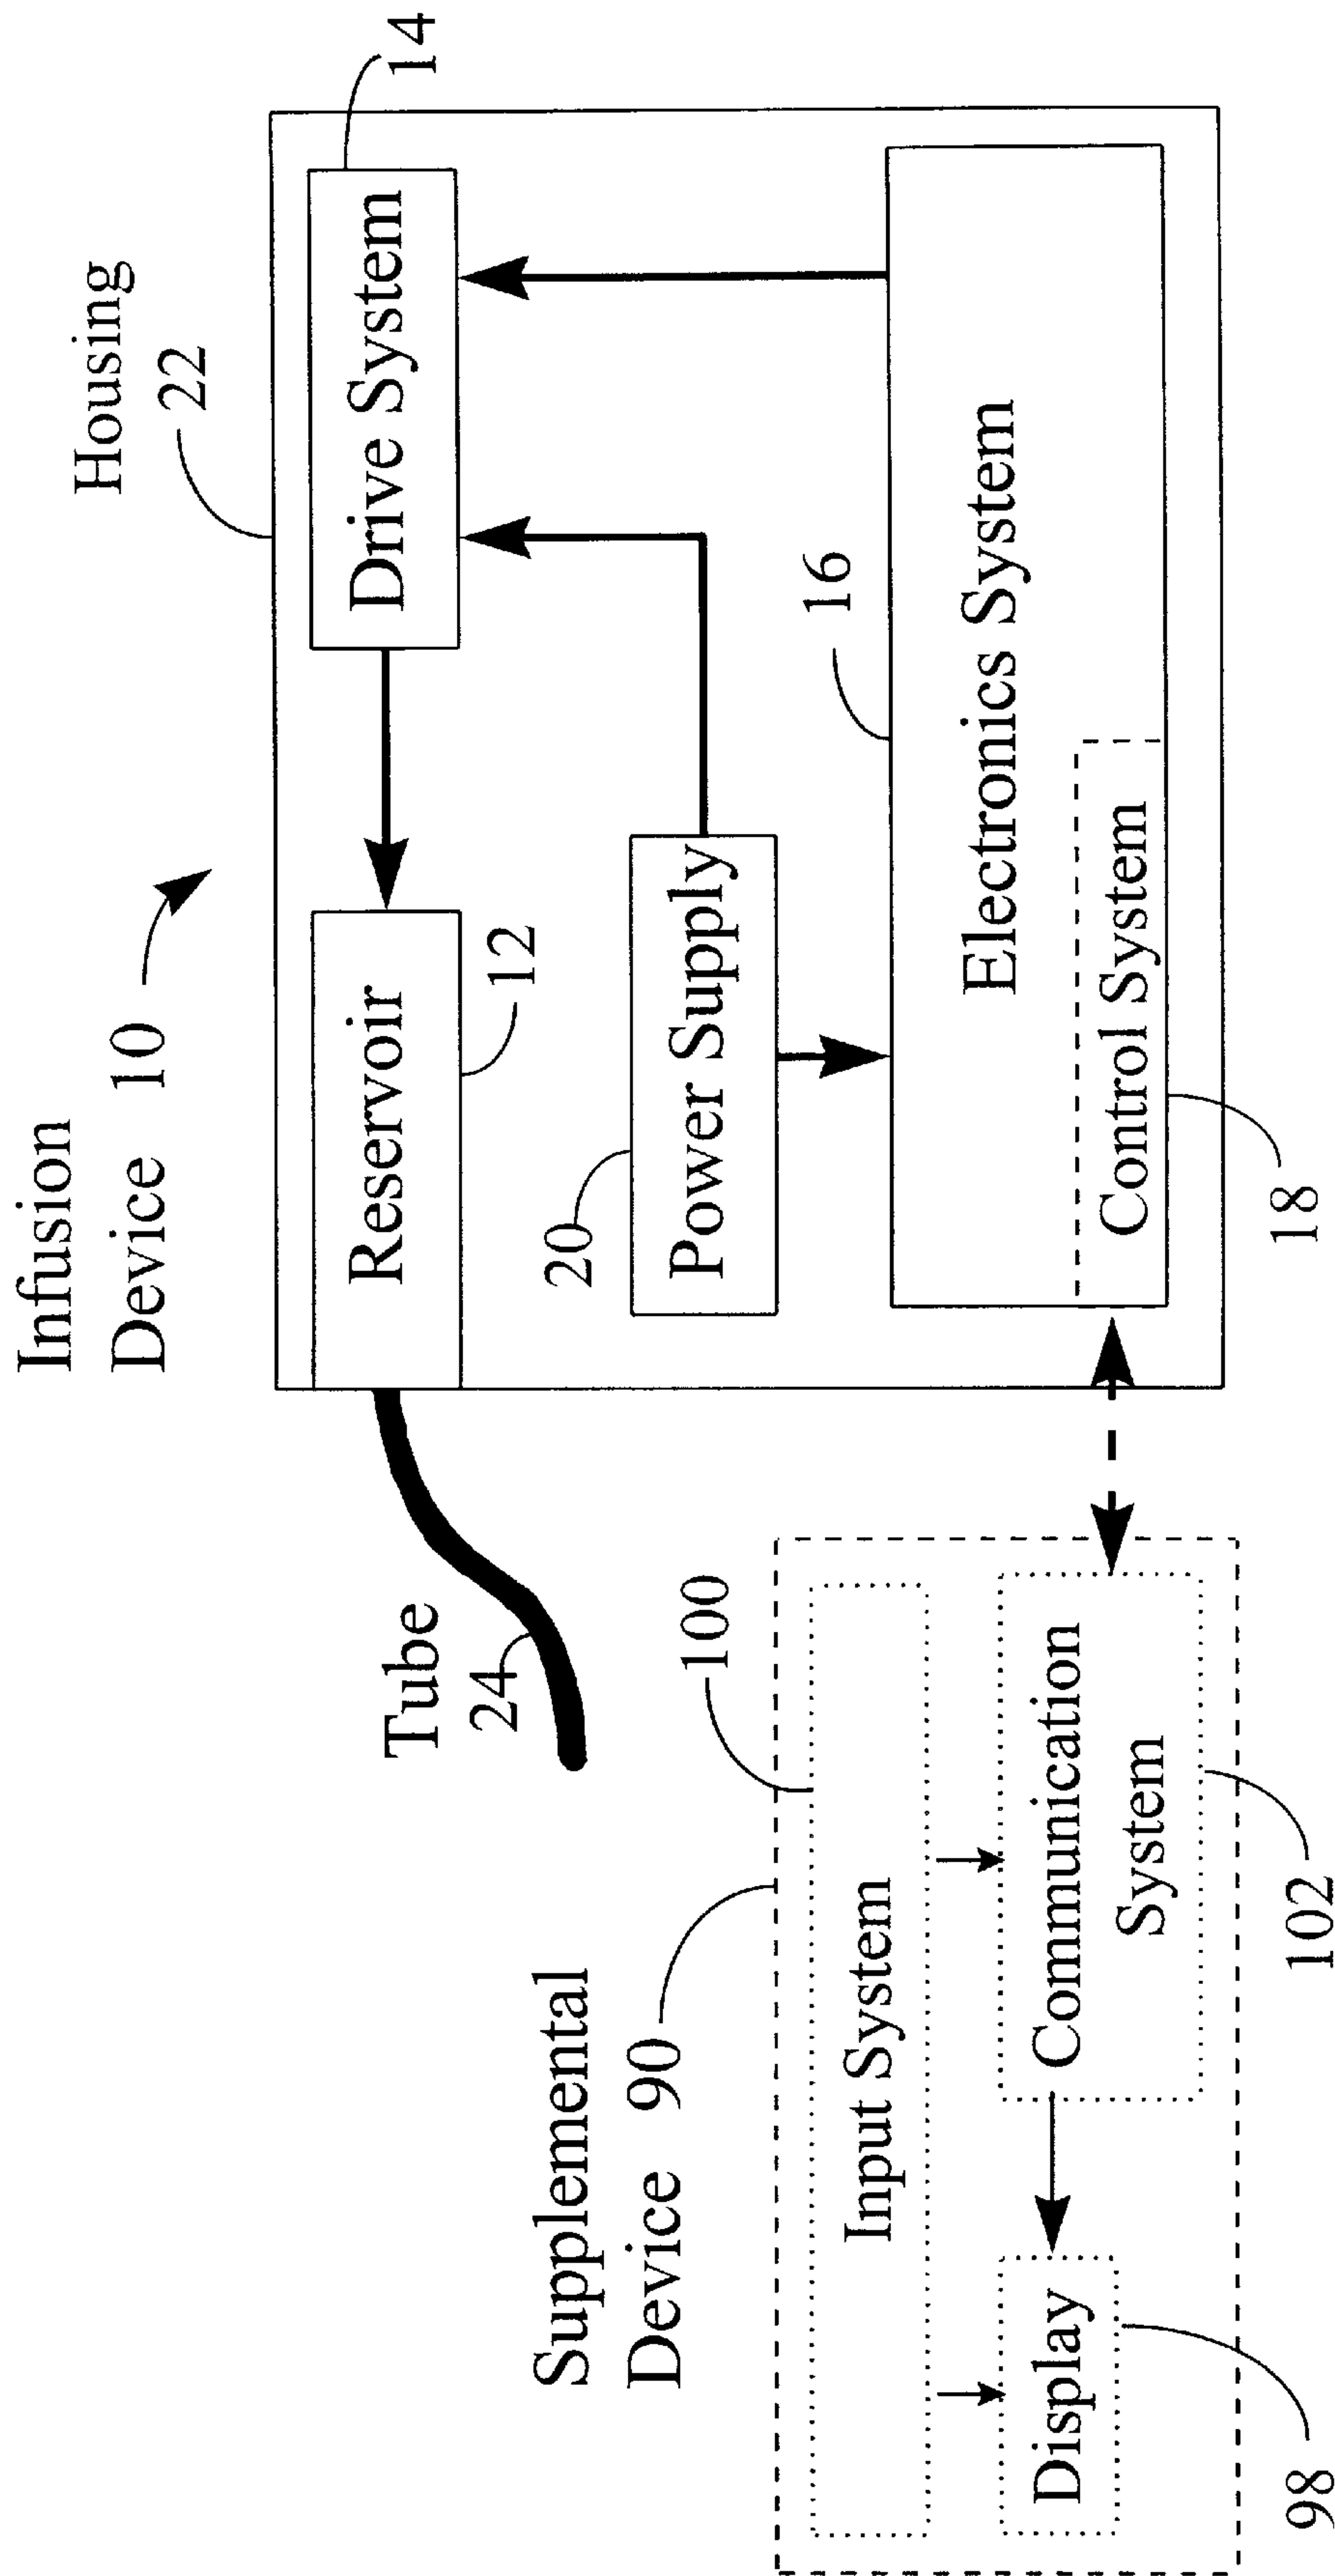 Infusion
Device 10
Housing
22
14
Reservoir
12
Drive System
Tube
24
20
Power Supply
16
Electronics System
Control System
18
Supplemental
Device 90
100
Input System
Communication
System
Display
98
102